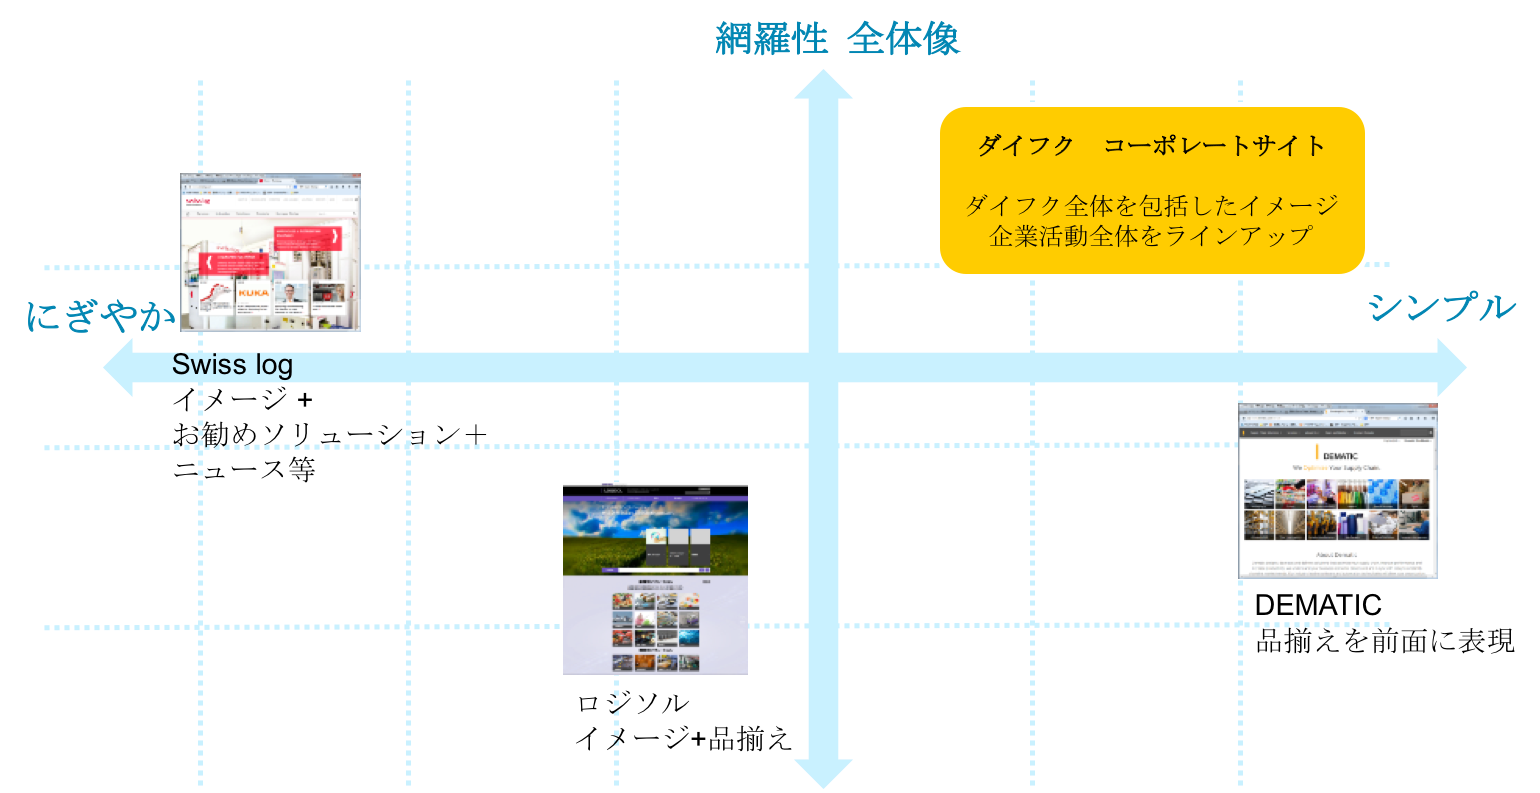 網羅性 全体像
ダイフク　コーポレートサイト
ダイフク全体を包括したイメージ
企業活動全体をラインアップ
にぎやか
シンプル
KUKA
Swiss log
イメージ +
お勧めソリューション＋
ニュース等
DEMATIC
We Optimize Your Supply Chain.
About Dematic
DEMATIC
品揃えを前面に表現
ロジソル
イメージ+品揃え